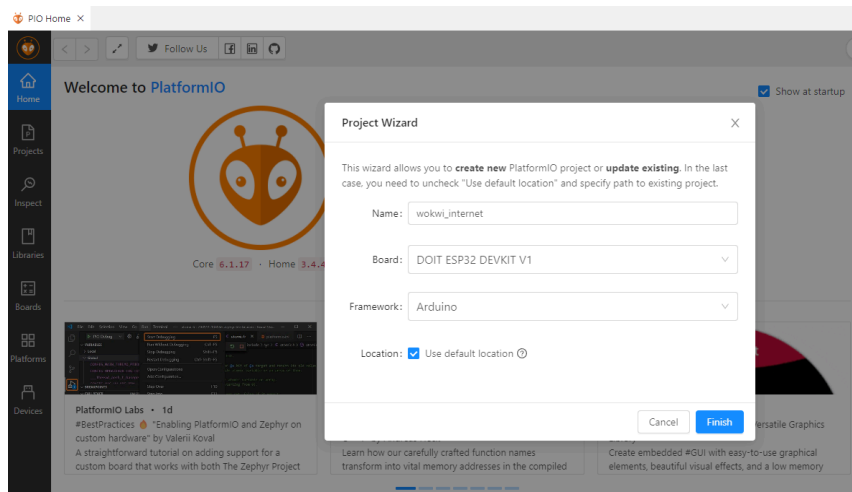 PIO Home
Follow Us
Home
Projects
Inspect
Libraries
Boards
Platforms
Devices
Welcome to PlatformIO
Show at startup
Core 6.1.17 · Home 3.4.4
Project Wizard
This wizard allows you to create new PlatformIO project or update existing. In the last
case, you need to uncheck "Use default location" and specify path to existing project.
Name: wokwi_internet
Board: DOIT ESP32 DEVKIT V1
Framework: Arduino
Location: Use default location
Cancel
Finish
PlatformIO Labs • 1d
#BestPractices 🔥 "Enabling PlatformIO and Zephyr on
custom hardware" by Valerii Koval
A straightforward tutorial on adding support for a
custom board that works with both The Zephyr Project
Learn how our carefully crafted function names
transform into vital memory addresses in the compiled
ersatile Graphics
Create embedded #GUI with easy-to-use graphical
elements, beautiful visual effects, and a low memory